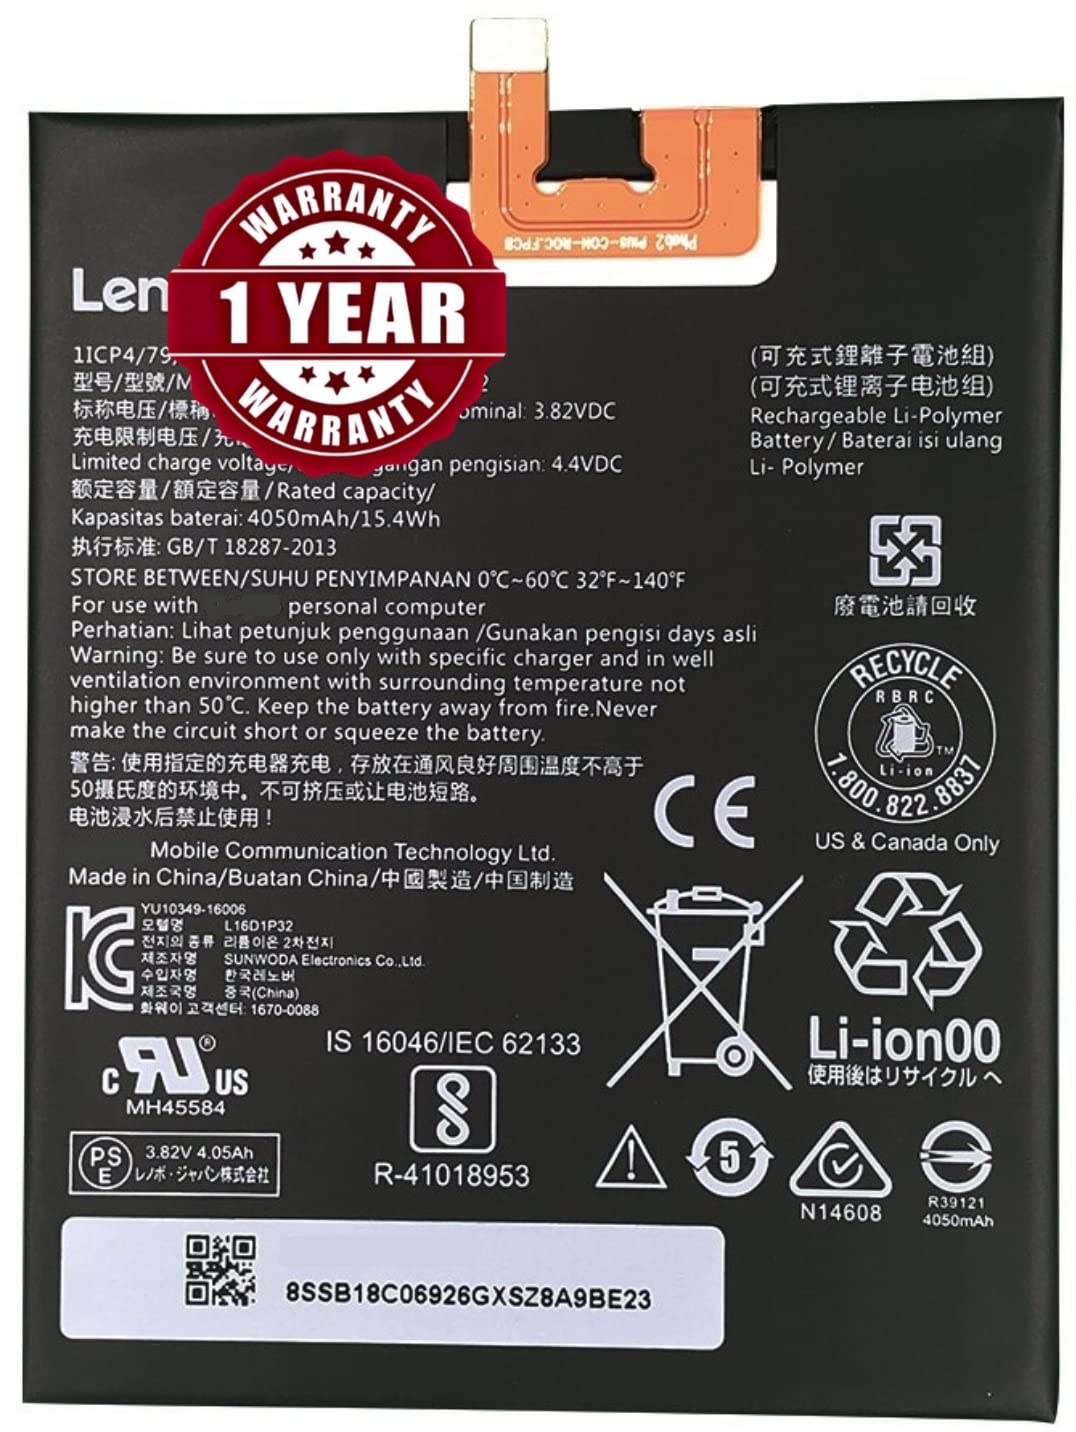 Phab2 Plus-CON-ROC.FPCB
WARRANTY
1 YEAR
WARRANTY
Len
1ICP4/79
型号/型號/M
2
标称电压/標稱
ominal: 3.82VDC
充电限制电压/充
Limited charge voltage/
gangan pengisian: 4.4VDC
额定容量/額定容量/Rated capacity/
Kapasitas baterai: 4050mAh/15.4Wh
执行标准: GB/T 18287-2013
STORE BETWEEN/SUHU PENYIMPANAN 0℃~60℃ 32℉~140℉
For use with personal computer
Perhatian: Lihat petunjuk penggunaan /Gunakan pengisi days asli
Warning: Be sure to use only with specific charger and in well
ventilation environment with surrounding temperature not
higher than 50℃. Keep the battery away from fire.Never
make the circuit short or squeeze the battery.
警告: 使用指定的充电器充电，存放在通风良好周围温度不高于
50摄氏度的环境中。不可挤压或让电池短路。
电池浸水后禁止使用！
Mobile Communication Technology Ltd.
Made in China/Buatan China/中國製造/中国制造
(可充式鋰離子電池組)
(可充式锂离子电池组)
Rechargeable Li-Polymer
Battery / Baterai isi ulang
Li- Polymer
廢電池請回收
RECYCLE
RBRC
TM
Li-ion
1.800.822.8837
US & Canada Only
CE
YU10349-16006
모델명 L16D1P32
전지의 종류 리튬이온 2차전지
제조자명 SUNWODA Electronics Co.,Ltd.
수입자명 한국레노버
제조국명 중국(China)
화웨이 고객센터: 1670-0088
Li-ion00
使用後はリサイクルへ
c RU ® US
MH45584
IS 16046/IEC 62133
R-41018953
PSE
3.82V 4.05Ah
レノボ・ジャパン株式会社
5
N14608
R39121
4050mAh
8SSB18C06926GXSZ8A9BE23